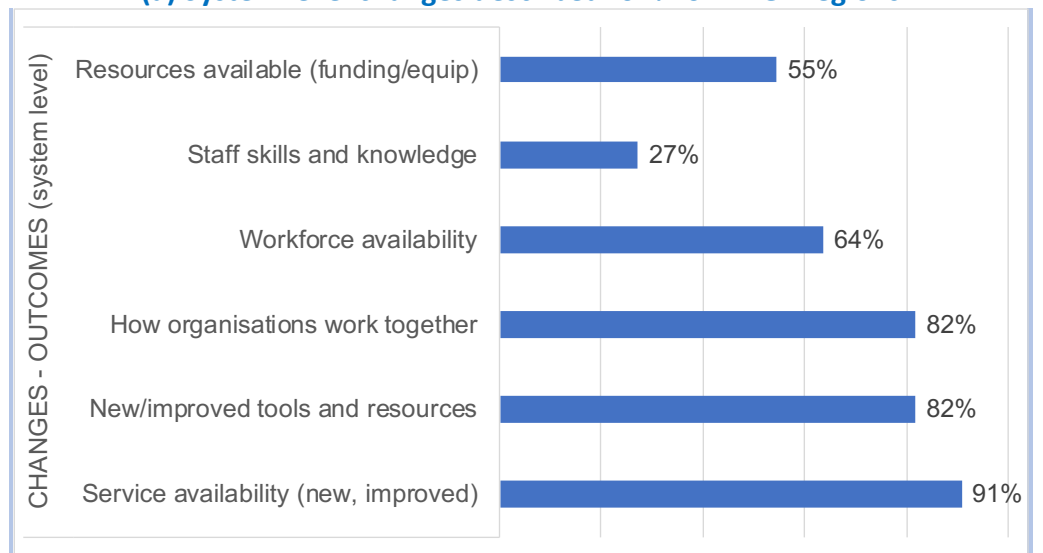 Resources available (funding/equip)
55%
Staff skills and knowledge
27%
Workforce availability
64%
How organisations work together
82%
New/improved tools and resources
82%
Service availability (new, improved)
91%
CHANGES - OUTCOMES (system level)